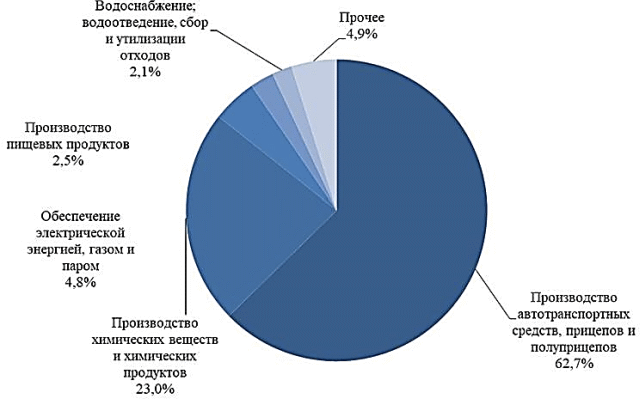 Водоснабжение;
водоотведение, сбор
и утилизации
отходов
2,1%
Прочее
4,9%
Производство
пищевых продуктов
2,5%
Обеспечение
электрической
энергией, газом и
паром
4,8%
Производство
химических веществ
и химических
продуктов
23,0%
Производство
автотранспортных
средств, прицепов и
полуприцепов
62,7%